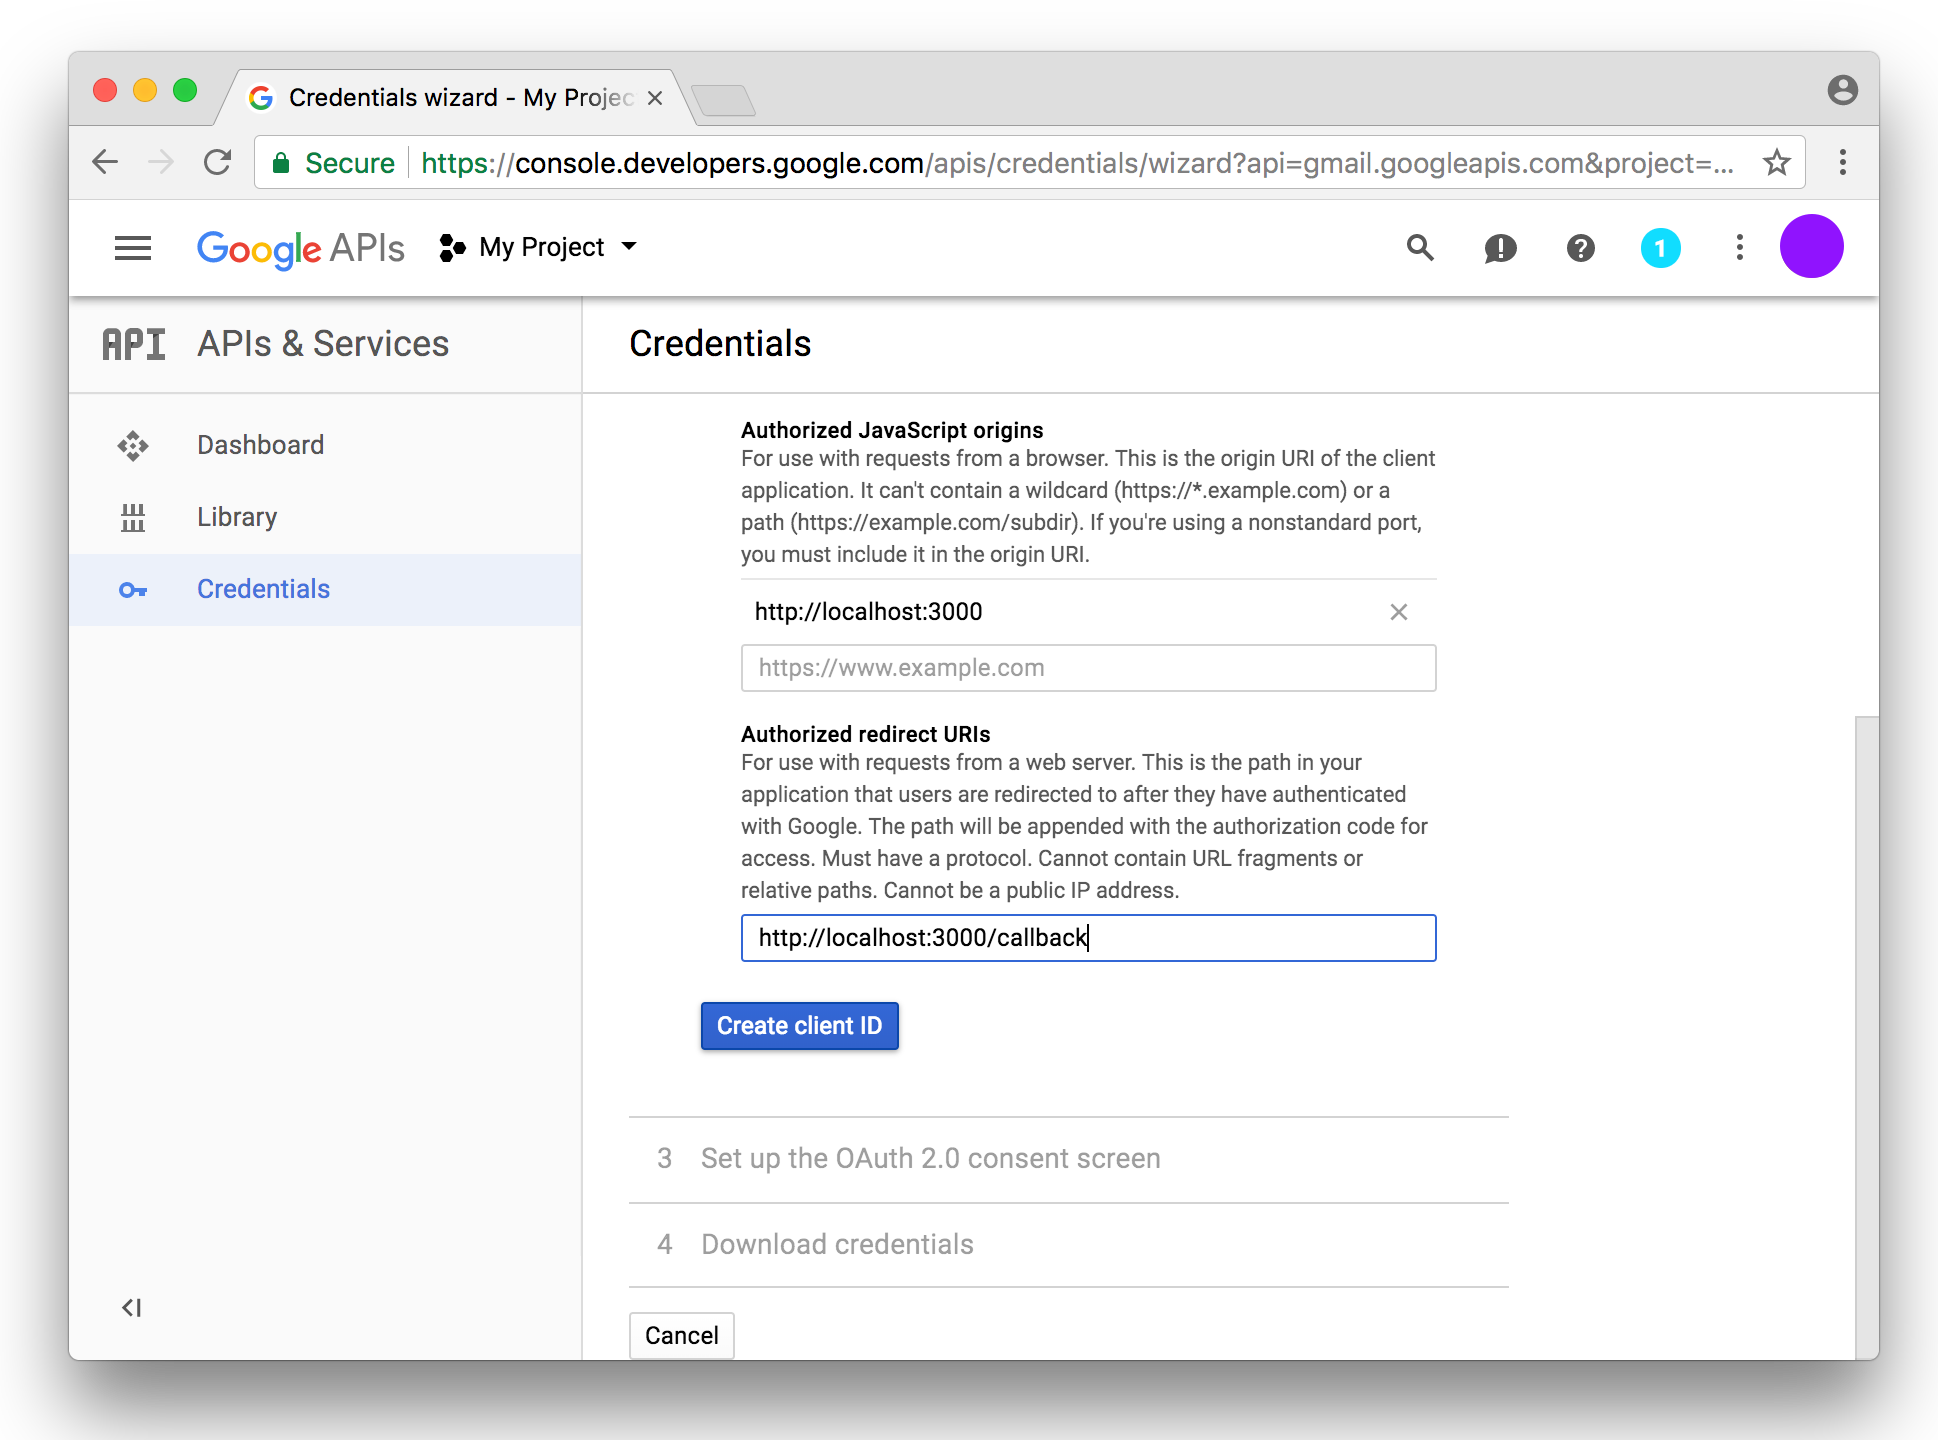 Credentials wizard - My Projec
Secure https://console.developers.google.com/apis/credentials/wizard?api=gmail.googleapis.com&project=...
Google APIs My Project 1
API APIs & Services
Credentials
Dashboard
Library
Credentials
Authorized JavaScript origins
For use with requests from a browser. This is the origin URI of the client
application. It can't contain a wildcard (https://*.example.com) or a
path (https://example.com/subdir). If you're using a nonstandard port,
you must include it in the origin URI.
http://localhost:3000
https://www.example.com
Authorized redirect URIs
For use with requests from a web server. This is the path in your
application that users are redirected to after they have authenticated
with Google. The path will be appended with the authorization code for
access. Must have a protocol. Cannot contain URL fragments or
relative paths. Cannot be a public IP address.
http://localhost:3000/callback
Create client ID
3 Set up the OAuth 2.0 consent screen
4 Download credentials
Cancel